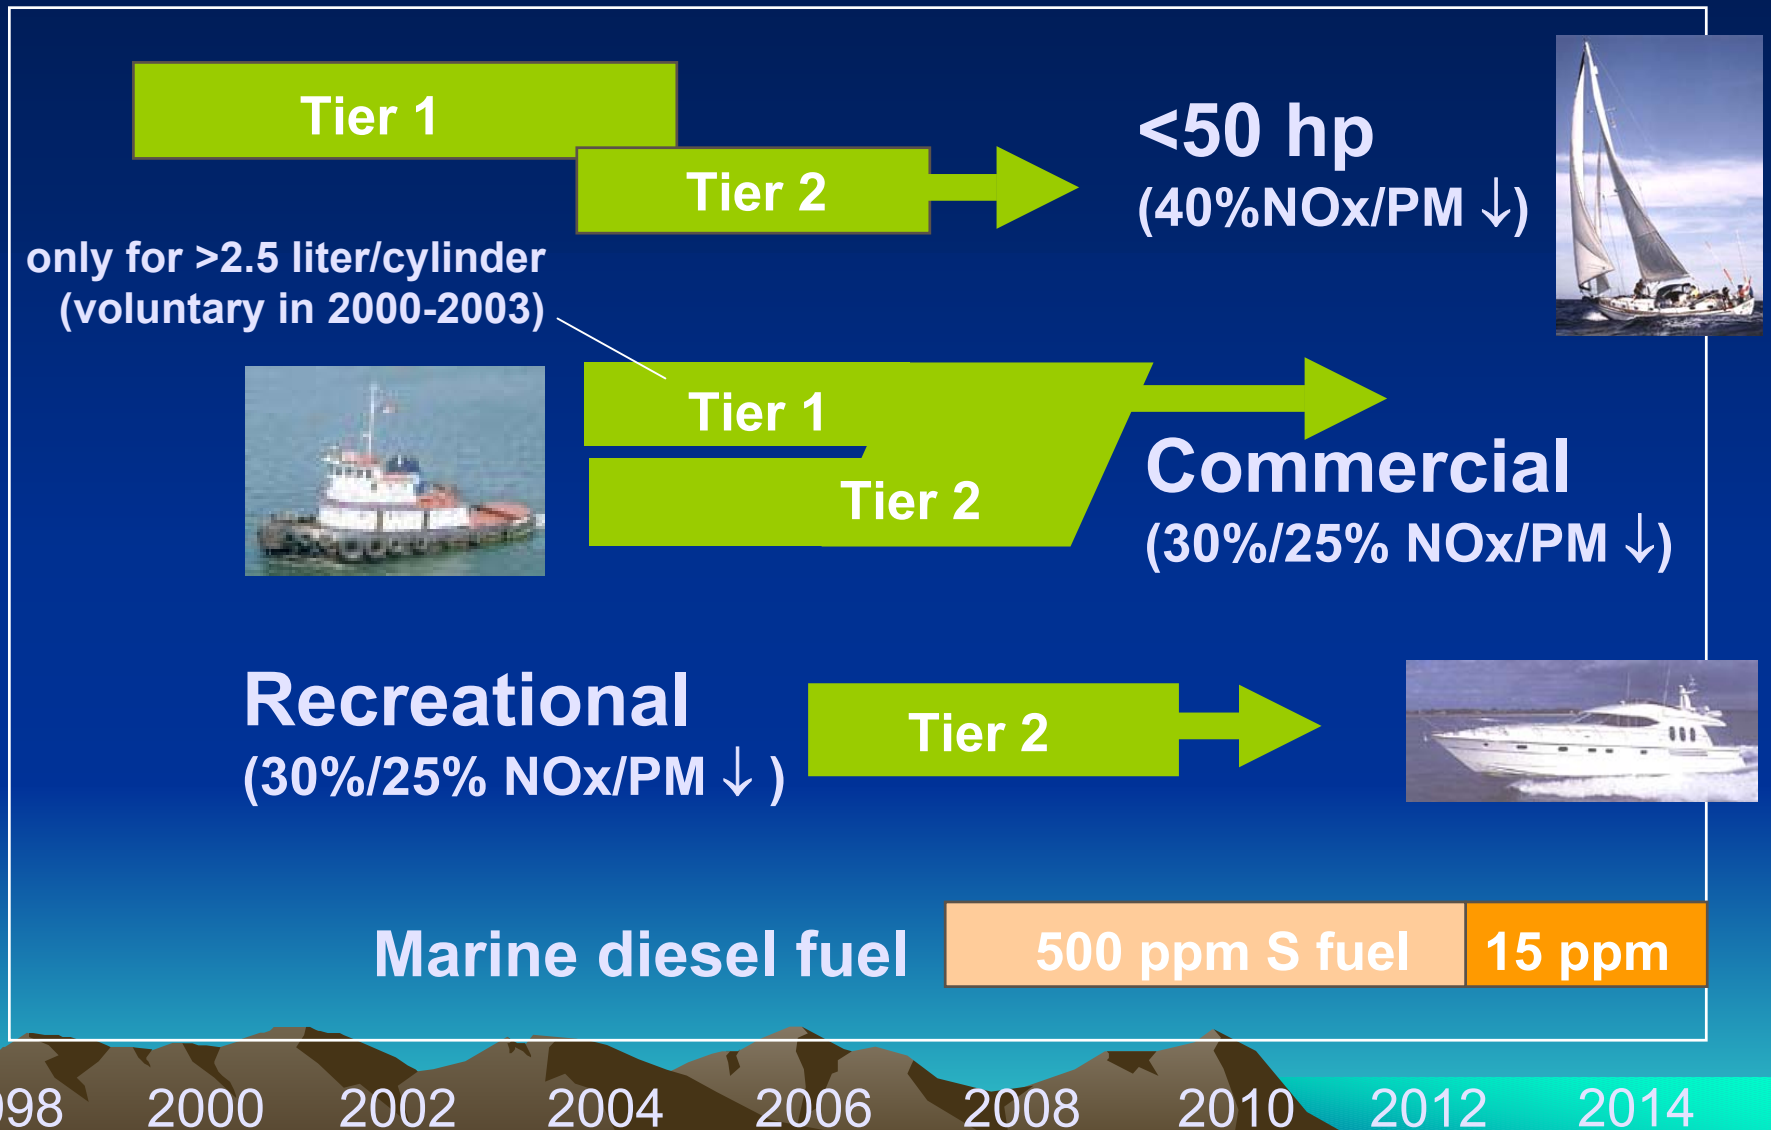 Tier 1
<50 hp
Tier 2
(40%NOx/PM ↓)
only for >2.5 liter/cylinder
(voluntary in 2000-2003)
Tier 1
Commercial
Tier 2
(30%/25% NOx/PM ↓)
Recreational
Tier 2
(30%/25% NOx/PM ↓ )
Marine diesel fuel
500 ppm S fuel
15 ppm
98 2000 2002 2004 2006 2008 2010 2012 2014